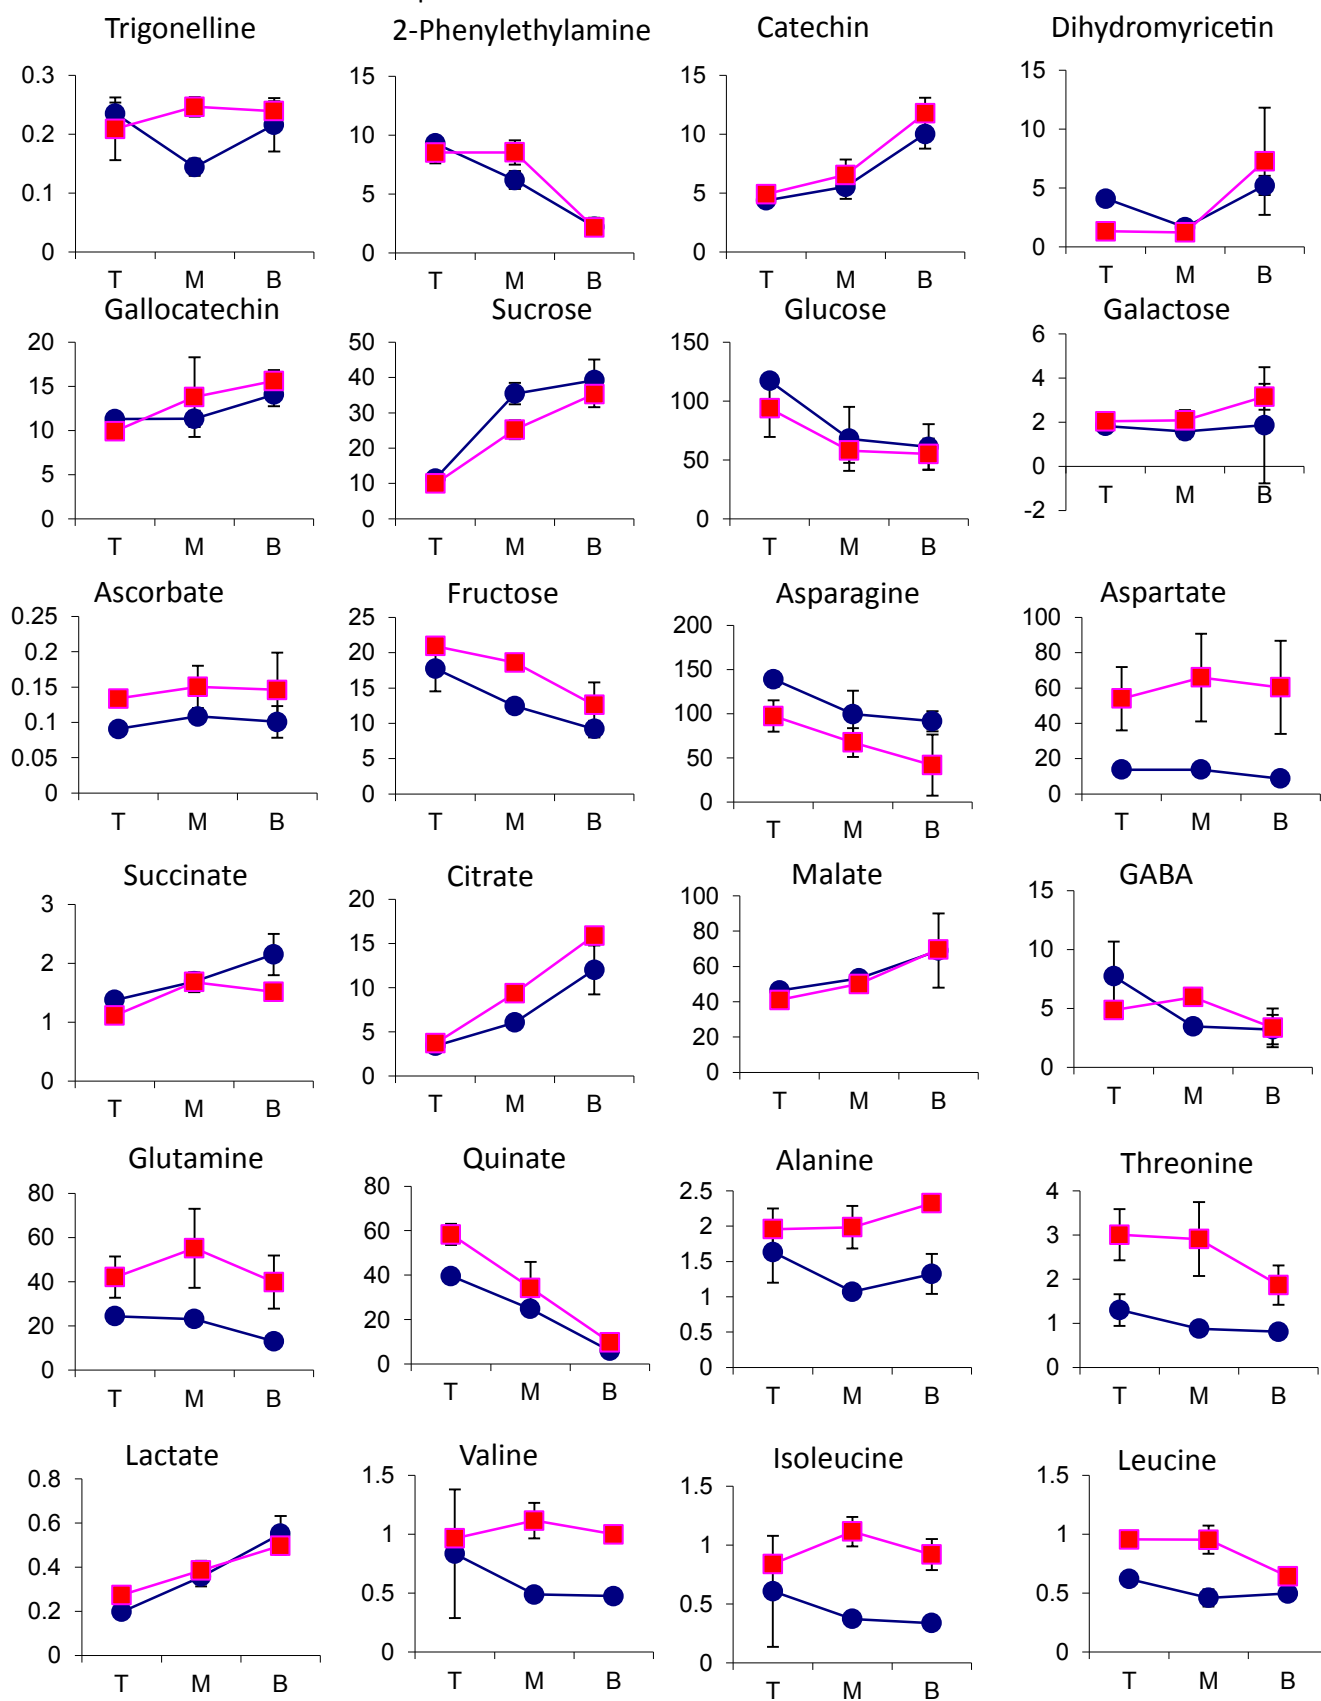 Trigonelline 2-Phenylethylamine Catechin Dihydromyricetin
0.3 15 15 15
0.2 10 10 10
0.1 5 5 5
0 0 0 0
T M B T M B T M B T M B
Gallocatechin Sucrose Glucose Galactose
20 50 150 6
15 40 100 4
10 30 50 2
5 20 0 0
0 10 -2
0
T M B T M B T M B T M B
Ascorbate Fructose Asparagine Aspartate
0.25 25 200 100
0.2 20 150 80
0.15 15 100 60
0.1 10 50 40
0.05 5 0 20
0 0 0
T M B T M B T M B T M B
Succinate Citrate Malate GABA
3 20 100 15
2 15 80 10
1 10 60 5
0 5 40 0
0 20
0
T M B T M B T M B T M B
Glutamine Quinate Alanine Threonine
80 80 2.5 4
60 60 2 3
40 40 1.5 2
20 20 1 1
0 0 0.5 0
0
T M B T M B T M B T M B
Lactate Valine Isoleucine Leucine
0.8 1.5 1.5 1.5
0.6 1 1 1
0.4 0.5 0.5 0.5
0.2 0 0 0
0
T M B T M B T M B T M B